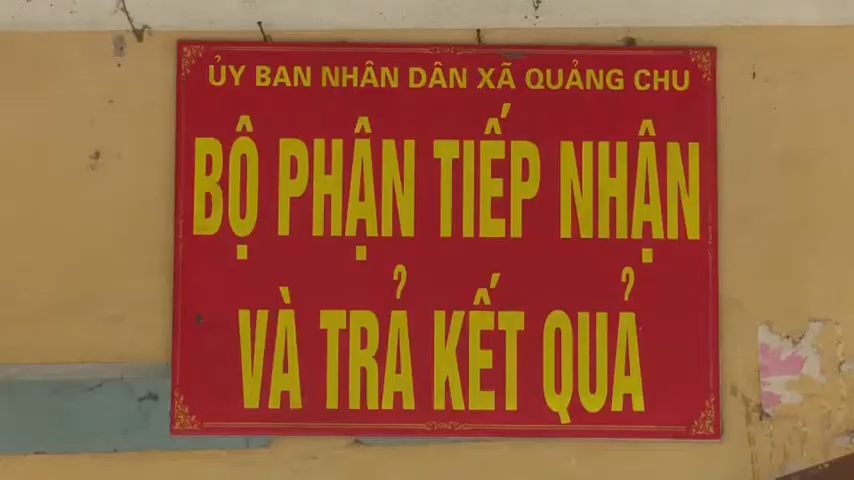 ỦY BAN NHÂN DÂN XÃ QUẢNG CHU
BỘ PHẬN TIẾP NHẬN
VÀ TRẢ KẾT QUẢ